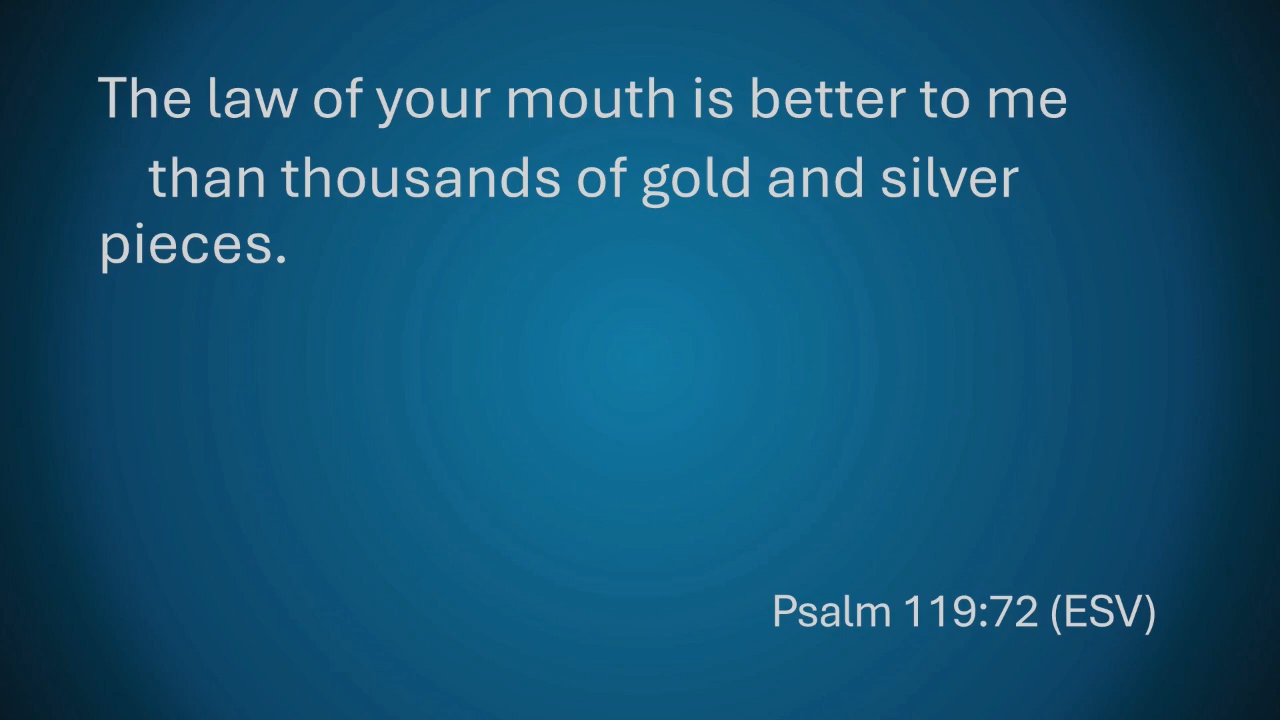 The law of your mouth is better to me
than thousands of gold and silver
pieces.
Psalm 119:72 (ESV)